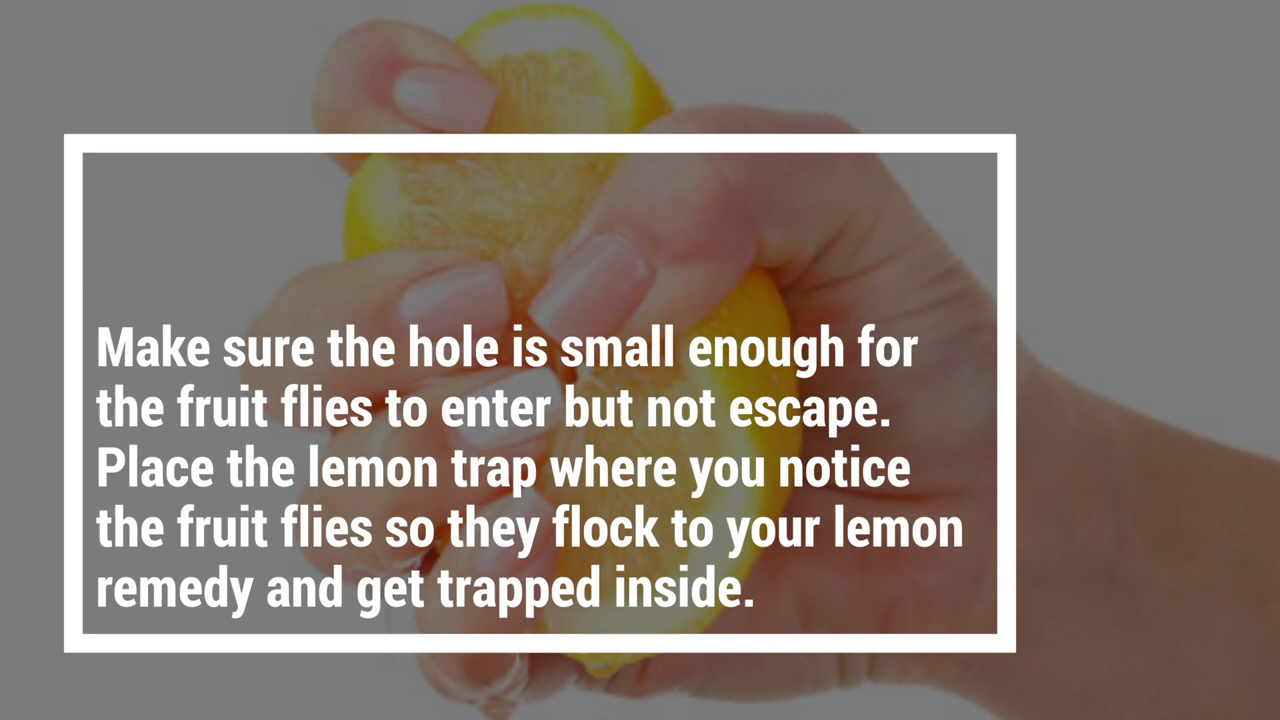 Make sure the hole is small enough for
the fruit flies to enter but not escape.
Place the lemon trap where you notice
the fruit flies so they flock to your lemon
remedy and get trapped inside.